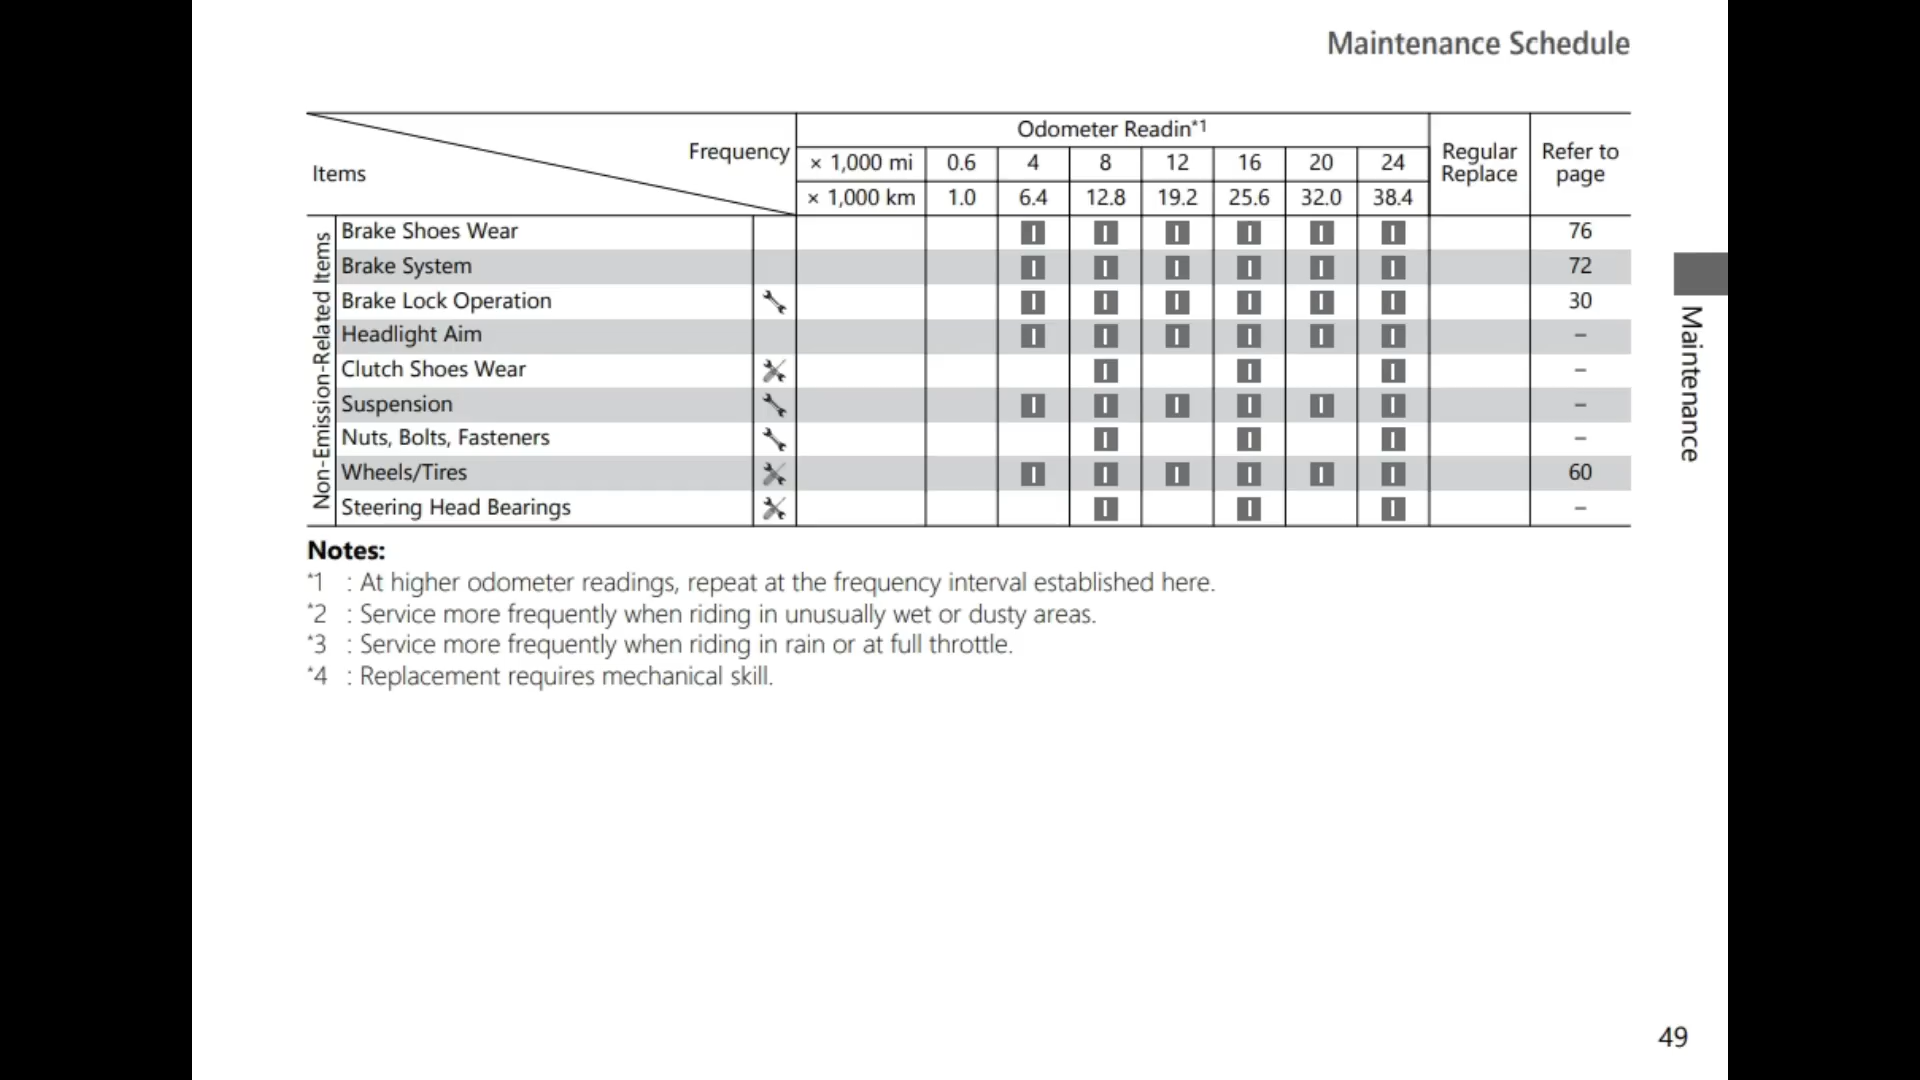 Maintenance Schedule
Items
Frequency
Odometer Readin*1
Regular Replace
Refer to page
× 1,000 mi 0.6 4 8 12 16 20 24
× 1,000 km 1.0 6.4 12.8 19.2 25.6 32.0 38.4
Non-Emission-Related Items
Brake Shoes Wear I I I I I I 76
Brake System I I I I I I 72
Brake Lock Operation I I I I I I 30
Headlight Aim I I I I I I –
Clutch Shoes Wear I I I –
Suspension I I I I I I –
Nuts, Bolts, Fasteners I I I –
Wheels/Tires I I I I I I 60
Steering Head Bearings I I I –
Maintenance
Notes:
*1 : At higher odometer readings, repeat at the frequency interval established here.
*2 : Service more frequently when riding in unusually wet or dusty areas.
*3 : Service more frequently when riding in rain or at full throttle.
*4 : Replacement requires mechanical skill.
49